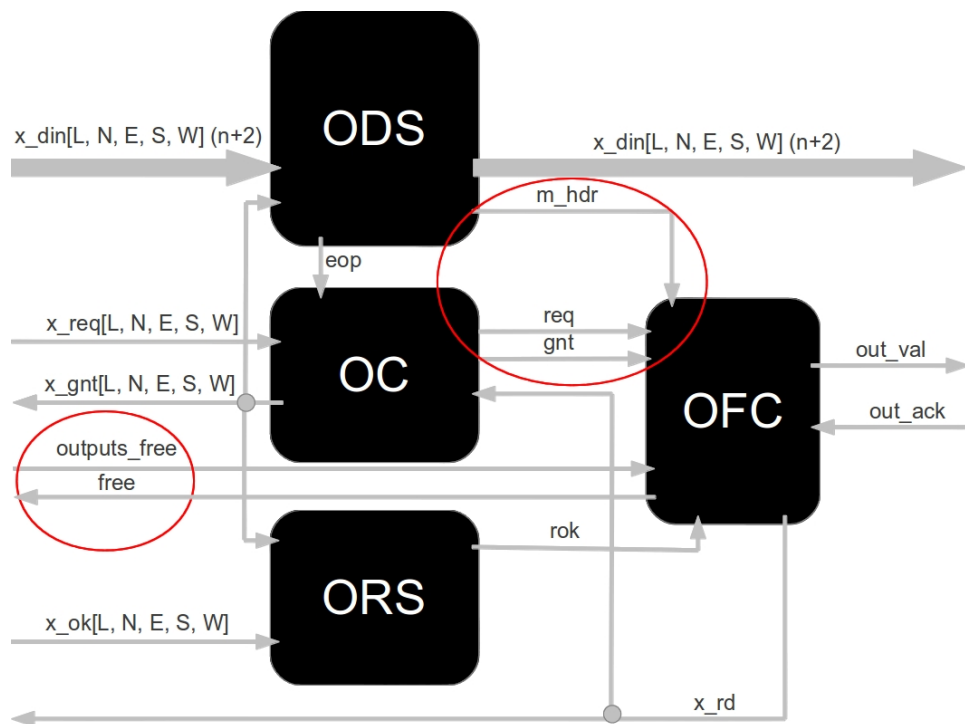 ODS
x_din[L, N, E, S, W] (n+2)
x_din[L, N, E, S, W] (n+2)
m_hdr
eop
x_req[L, N, E, S, W]
req
gnt
OC
out_val
x_gnt[L, N, E, S, W]
OFC
out_ack
outputs_free
free
rok
ORS
x_ok[L, N, E, S, W]
x_rd